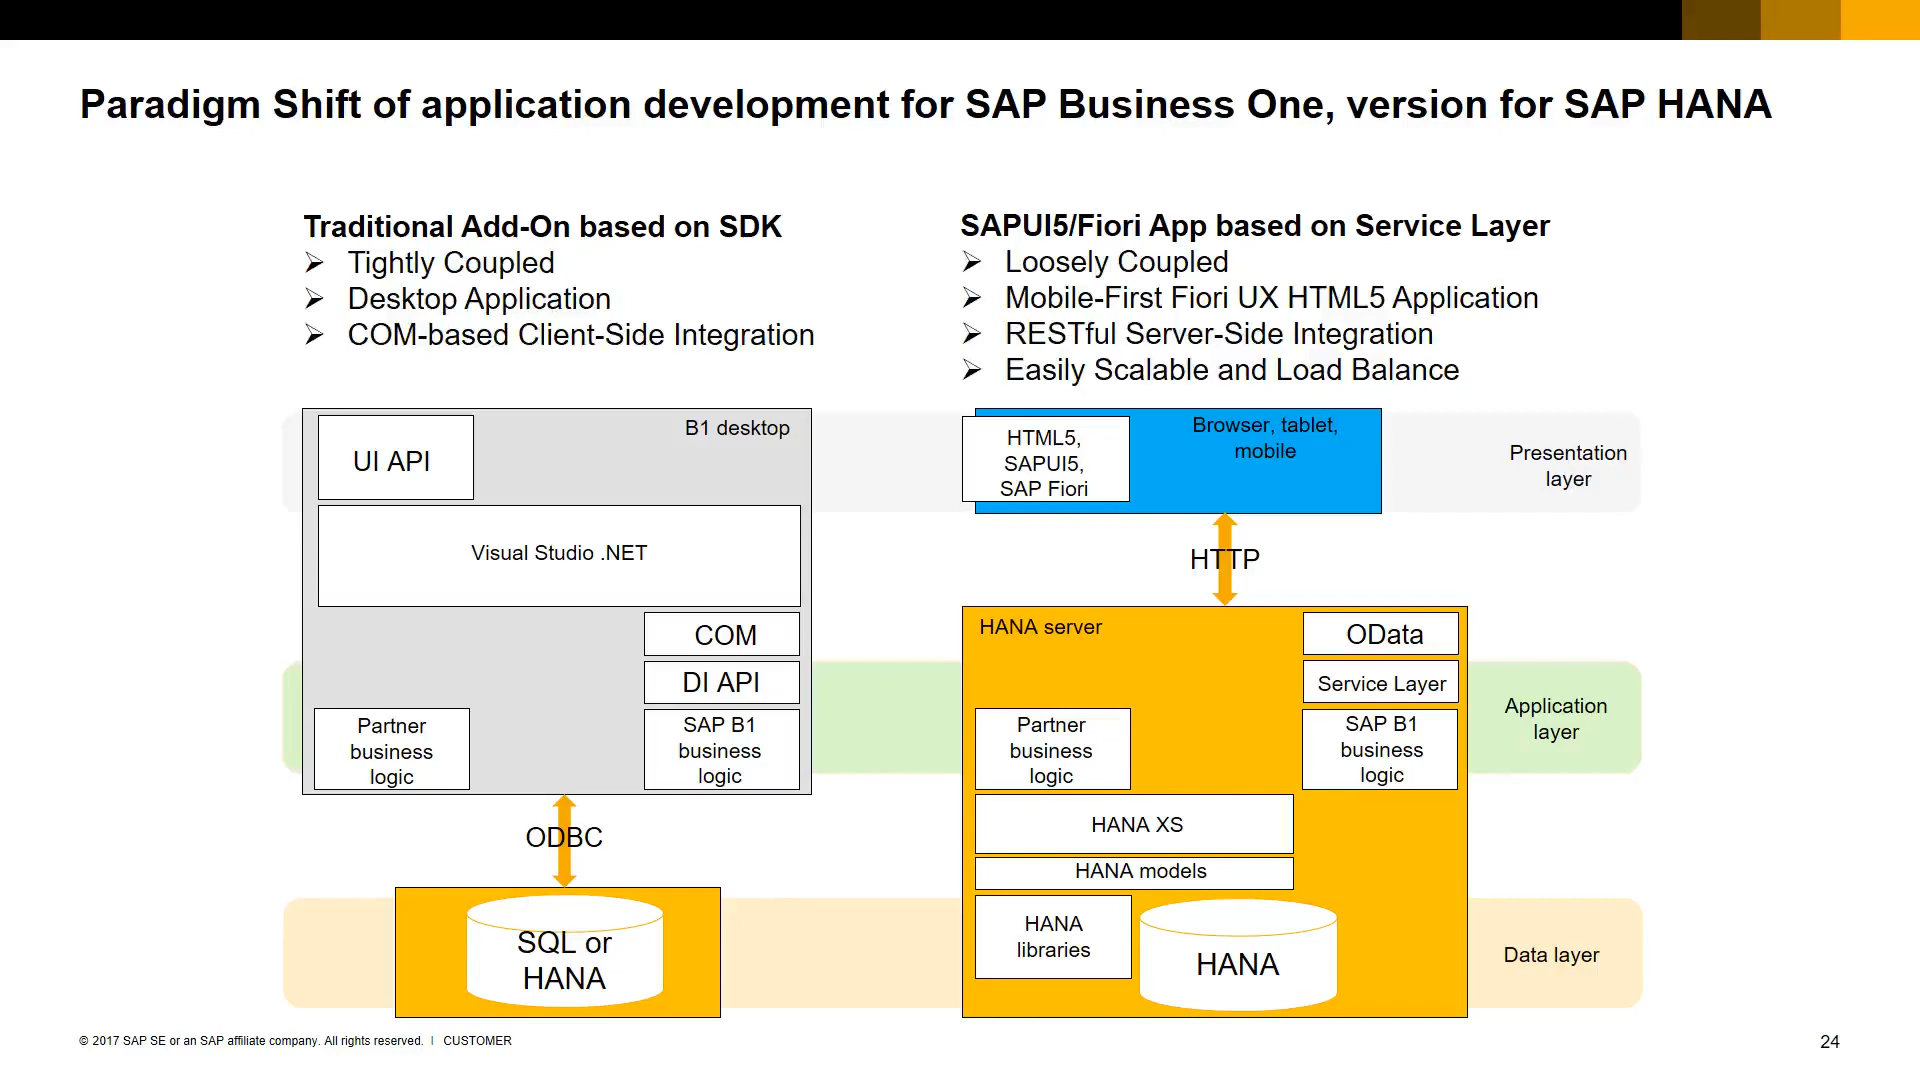 Paradigm Shift of application development for SAP Business One, version for SAP HANA
Traditional Add-On based on SDK
➢ Tightly Coupled
➢ Desktop Application
➢ COM-based Client-Side Integration
SAPUI5/Fiori App based on Service Layer
➢ Loosely Coupled
➢ Mobile-First Fiori UX HTML5 Application
➢ RESTful Server-Side Integration
➢ Easily Scalable and Load Balance
B1 desktop
UI API
Visual Studio .NET
COM
DI API
Partner
business
logic
SAP B1
business
logic
ODBC
SQL or
HANA
HTML5,
SAPUI5,
SAP Fiori
Browser, tablet,
mobile
HTTP
HANA server
OData
Service Layer
Partner
business
logic
SAP B1
business
logic
HANA XS
HANA models
HANA
libraries
HANA
Presentation
layer
Application
layer
Data layer
© 2017 SAP SE or an SAP affiliate company. All rights reserved. | CUSTOMER
24